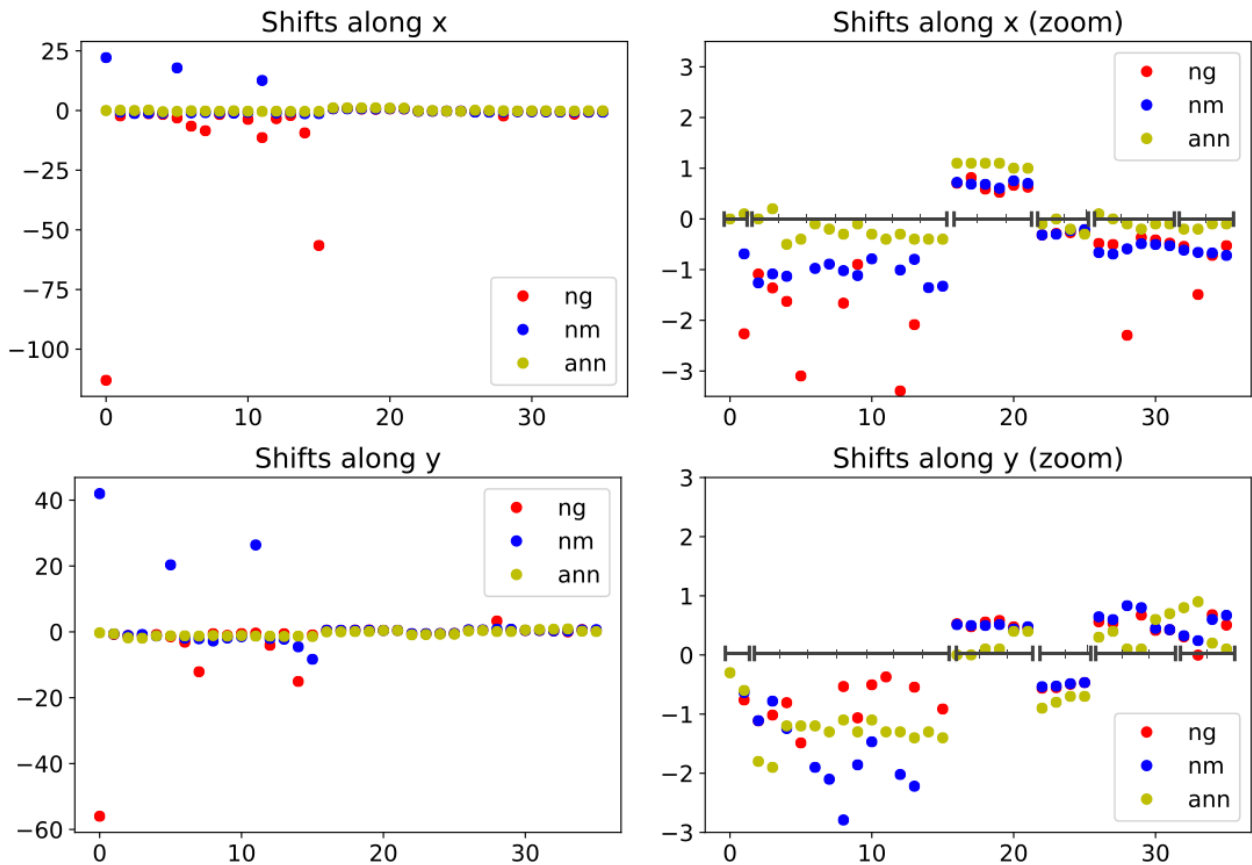 Shifts along x
25
0
−25
−50
−75
−100
ng
nm
ann
0
10
20
30
Shifts along x (zoom)
3
2
1
0
−1
−2
−3
ng
nm
ann
0
10
20
30
Shifts along y
40
20
0
−20
−40
−60
ng
nm
ann
0
10
20
30
Shifts along y (zoom)
3
2
1
0
−1
−2
−3
ng
nm
ann
0
10
20
30